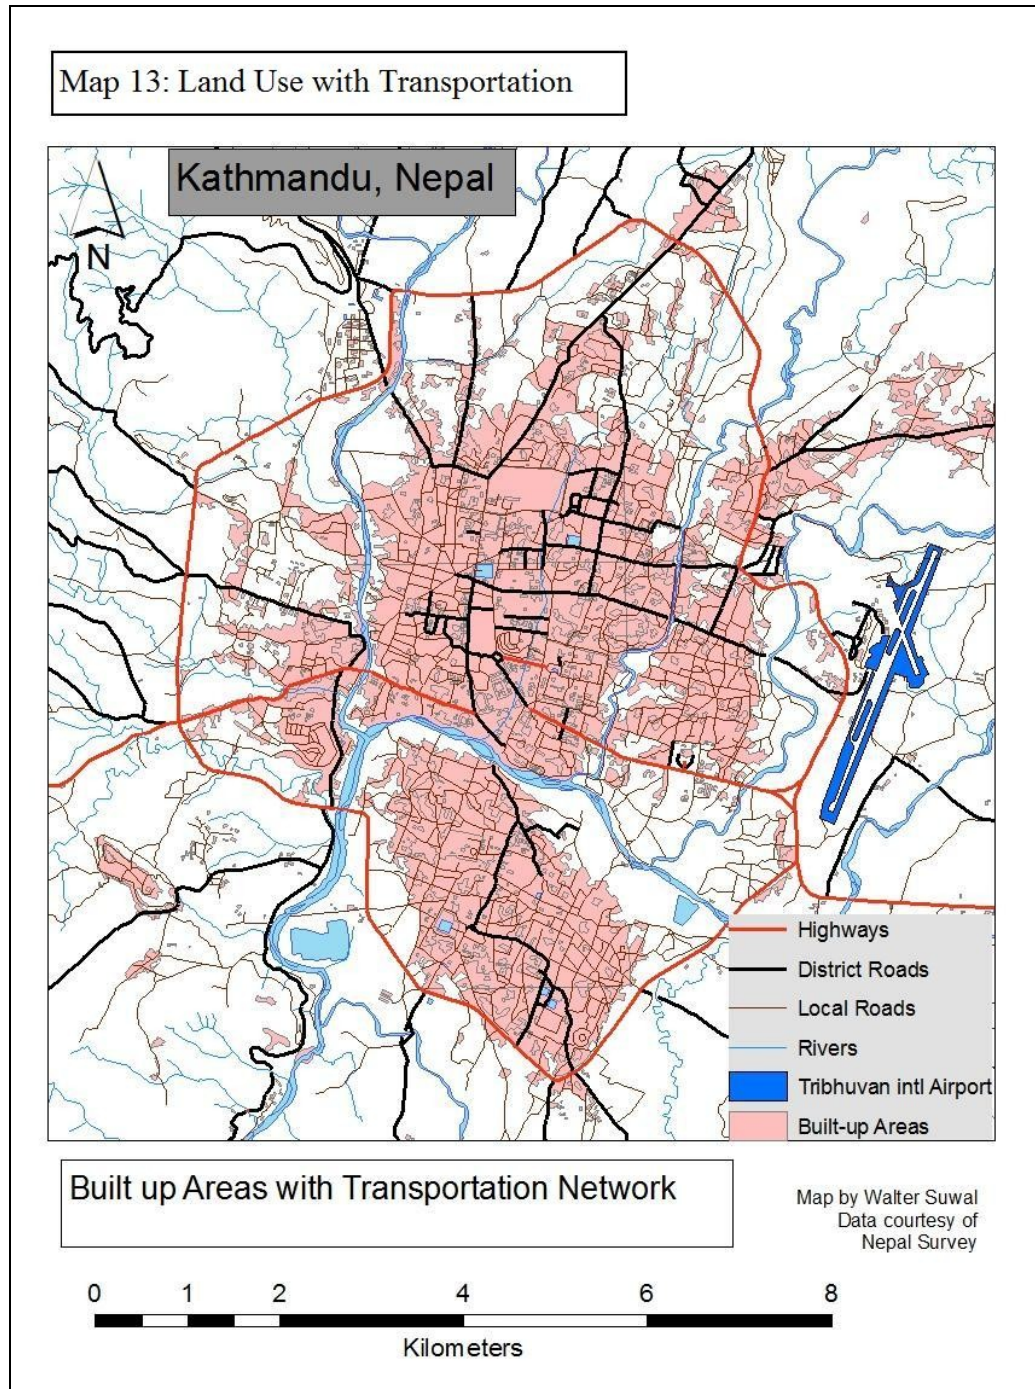 Map 13: Land Use with Transportation
Kathmandu, Nepal
N
Highways
District Roads
Local Roads
Rivers
Tribhuvan intl Airport
Built-up Areas
Built up Areas with Transportation Network
Map by Walter Suwal
Data courtesy of
Nepal Survey
0 1 2 4 6 8
Kilometers